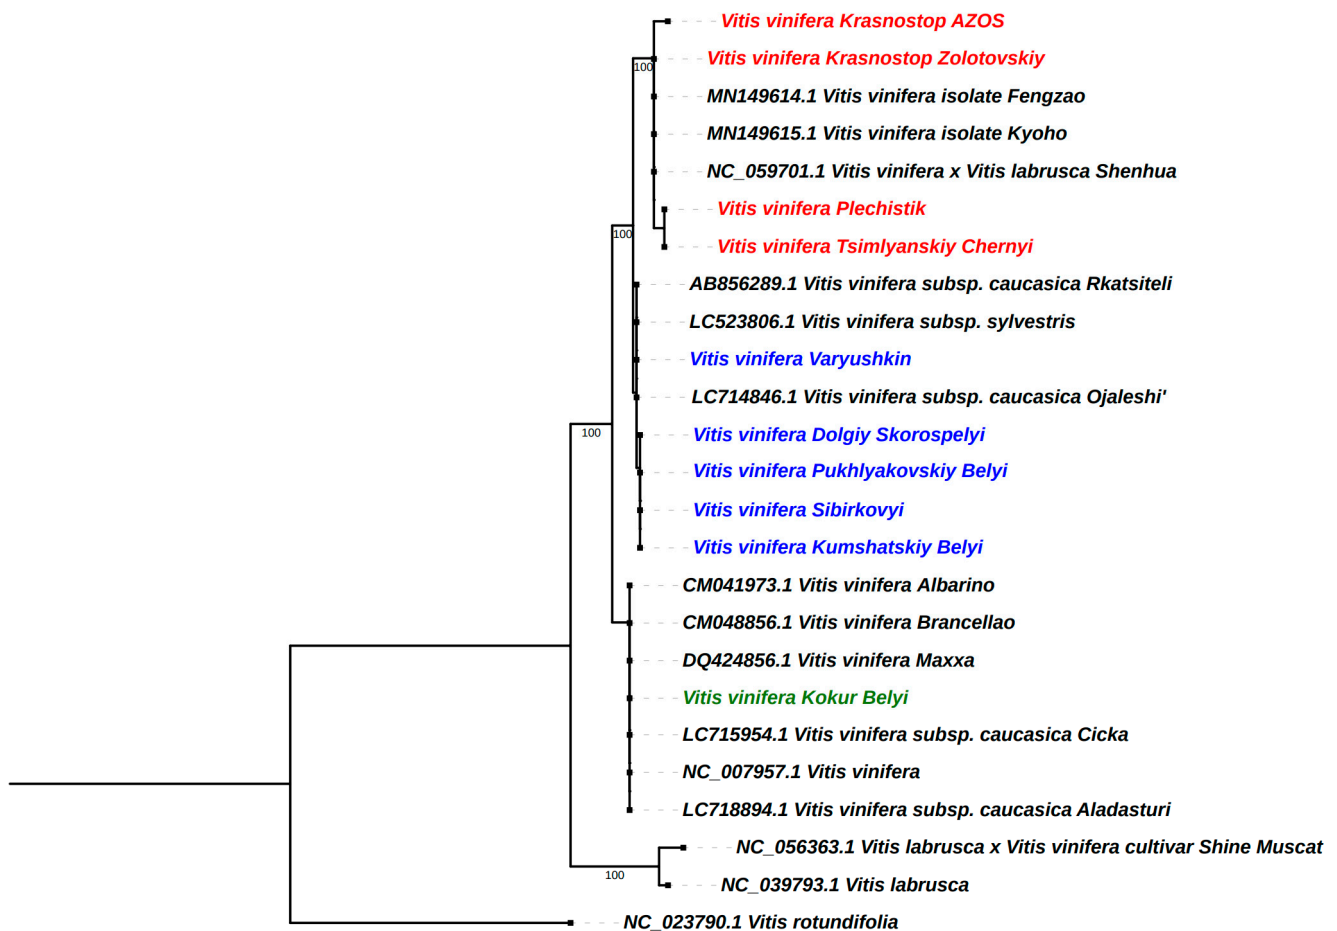 Vitis vinifera Krasnostop AZOS
Vitis vinifera Krasnostop Zolotovskiy
100
MN149614.1 Vitis vinifera isolate Fengzao
MN149615.1 Vitis vinifera isolate Kyoho
NC_059701.1 Vitis vinifera x Vitis labrusca Shenhua
Vitis vinifera Plechistik
100
Vitis vinifera Tsimlyanskiy Chernyi
AB856289.1 Vitis vinifera subsp. caucasica Rkatsiteli
LC523806.1 Vitis vinifera subsp. sylvestris
Vitis vinifera Varyushkin
LC714846.1 Vitis vinifera subsp. caucasica Ojaleshi'
100
Vitis vinifera Dolgiy Skorospelyi
Vitis vinifera Pukhlyakovskiy Belyi
Vitis vinifera Sibirkovyi
Vitis vinifera Kumshatskiy Belyi
CM041973.1 Vitis vinifera Albarino
CM048856.1 Vitis vinifera Brancellao
DQ424856.1 Vitis vinifera Maxxa
Vitis vinifera Kokur Belyi
LC715954.1 Vitis vinifera subsp. caucasica Cicka
NC_007957.1 Vitis vinifera
LC718894.1 Vitis vinifera subsp. caucasica Aladasturi
NC_056363.1 Vitis labrusca x Vitis vinifera cultivar Shine Muscat
100
NC_039793.1 Vitis labrusca
NC_023790.1 Vitis rotundifolia